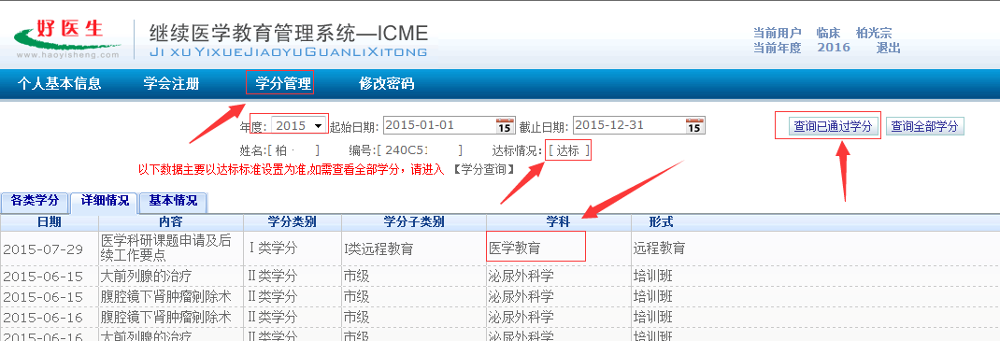 好医生
www.haoyisheng.com
继续医学教育管理系统—ICME
JIXUYIXUEJIAOYUGUANLIXITONG
当前用户 临床 柏光宗
当前年度 2016 退出
个人基本信息 学会注册 学分管理 修改密码
年度: 2015 起始日期: 2015-01-01 15 截止日期: 2015-12-31 15 查询已通过学分 查询全部学分
姓名:[ 柏 ] 编号:[ 240C51 ] 达标情况: [ 达标 ]
以下数据主要以达标标准设置为准,如需查看全部学分，请进入 【学分查询】
各类学分 详细情况 基本情况
日期 内容 学分类别 学分子类别 学科 形式
2015-07-29 医学科研课题申请及后续工作要点 Ⅰ类学分 I类远程教育 医学教育 远程教育
2015-06-15 大前列腺的治疗 Ⅱ类学分 市级 泌尿外科学 培训班
2015-06-15 腹腔镜下肾肿瘤剜除术 Ⅱ类学分 市级 泌尿外科学 培训班
2015-06-16 腹腔镜下肾肿瘤剜除术 Ⅱ类学分 市级 泌尿外科学 培训班
2015-06-16 大前列腺的治疗 Ⅱ类学分 市级 泌尿外科学 培训班